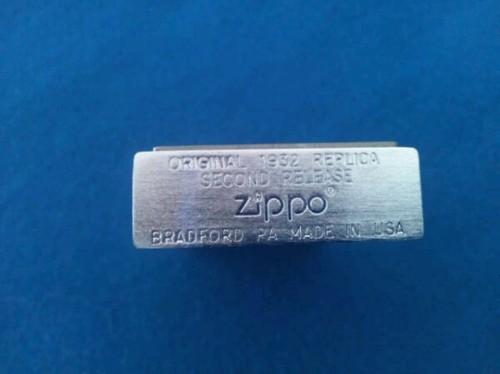 ORIGINAL 1932 REPLICA
SECOND RELEASE
Zippo®
BRADFORD PA MADE IN USA